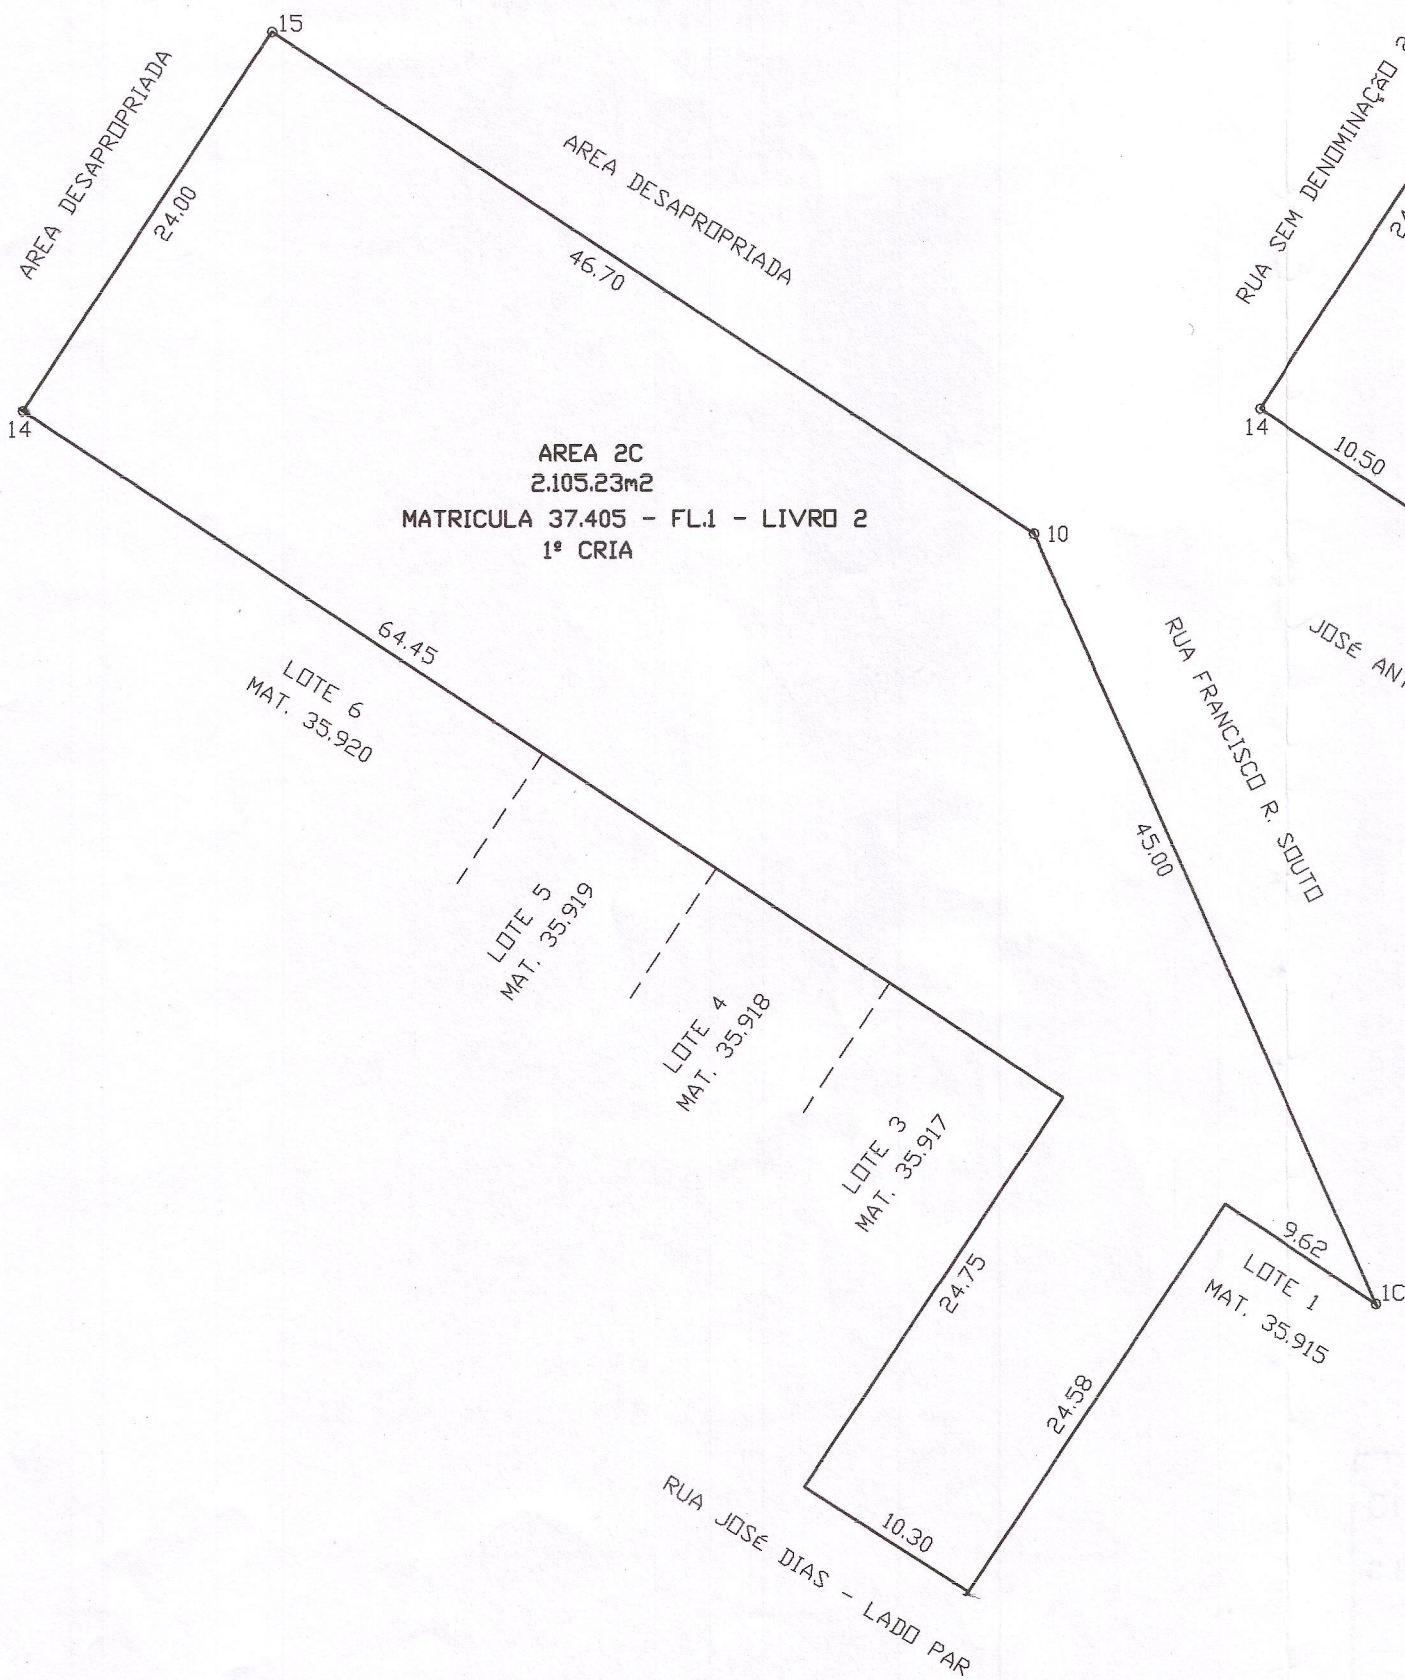 15
AREA DESAPROPRIADA
24.00
AREA DESAPROPRIADA
46.70
14
AREA 2C
2.105.23m2
MATRICULA 37.405 - FL.1 - LIVRO 2
1ª CRIA
10
64.45
LOTE 6
MAT. 35.920
LOTE 5
MAT. 35.919
LOTE 4
MAT. 35.918
LOTE 3
MAT. 35.917
RUA FRANCISCO R. SOUTO
45.00
24.75
9.62
LOTE 1
MAT. 35.915
1C
24.58
10.30
RUA JOSÉ DIAS - LADO PAR
RUA SEM DENOMINAÇÃO
14
10.50
JOSÉ